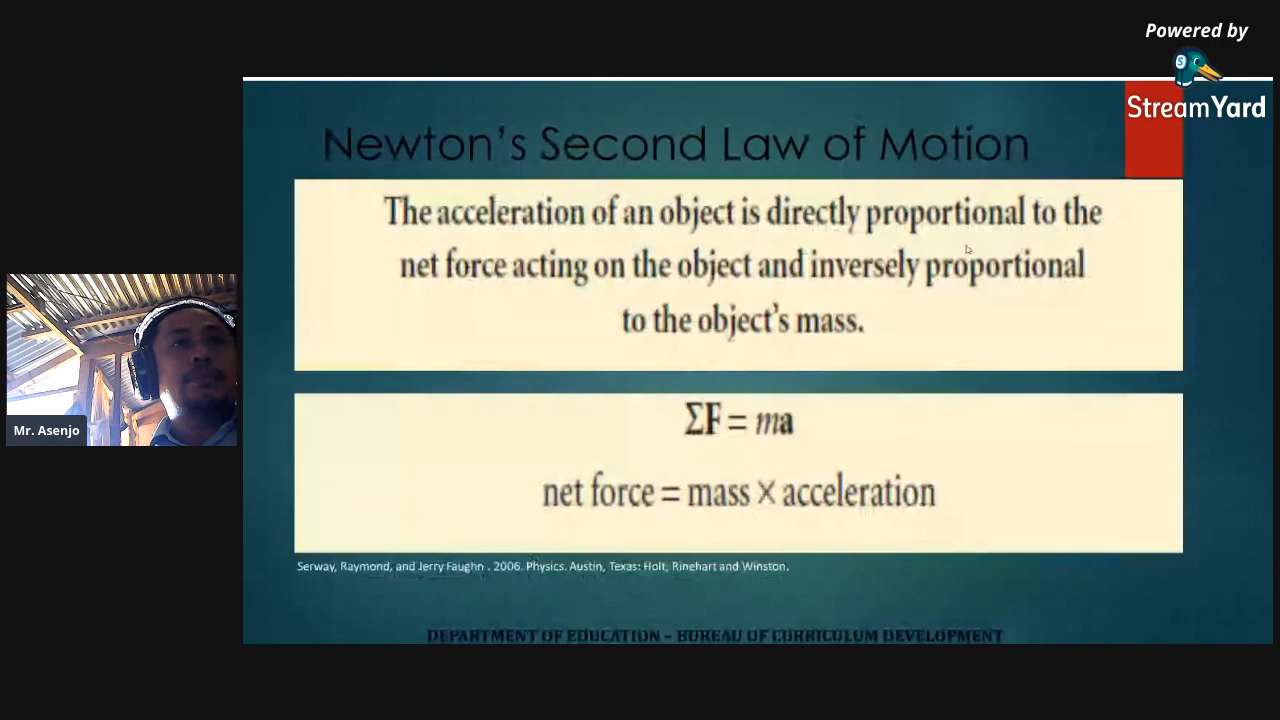 Powered by
StreamYard
Newton's Second Law of Motion
The acceleration of an object is directly proportional to the
net force acting on the object and inversely proportional
to the object's mass.
ΣF = ma
net force = mass × acceleration
Mr. Asenjo
Serway, Raymond, and Jerry Faughn . 2006. Physics. Austin, Texas: Holt, Rinehart and Winston.
DEPARTMENT OF EDUCATION – BUREAU OF CURRICULUM DEVELOPMENT